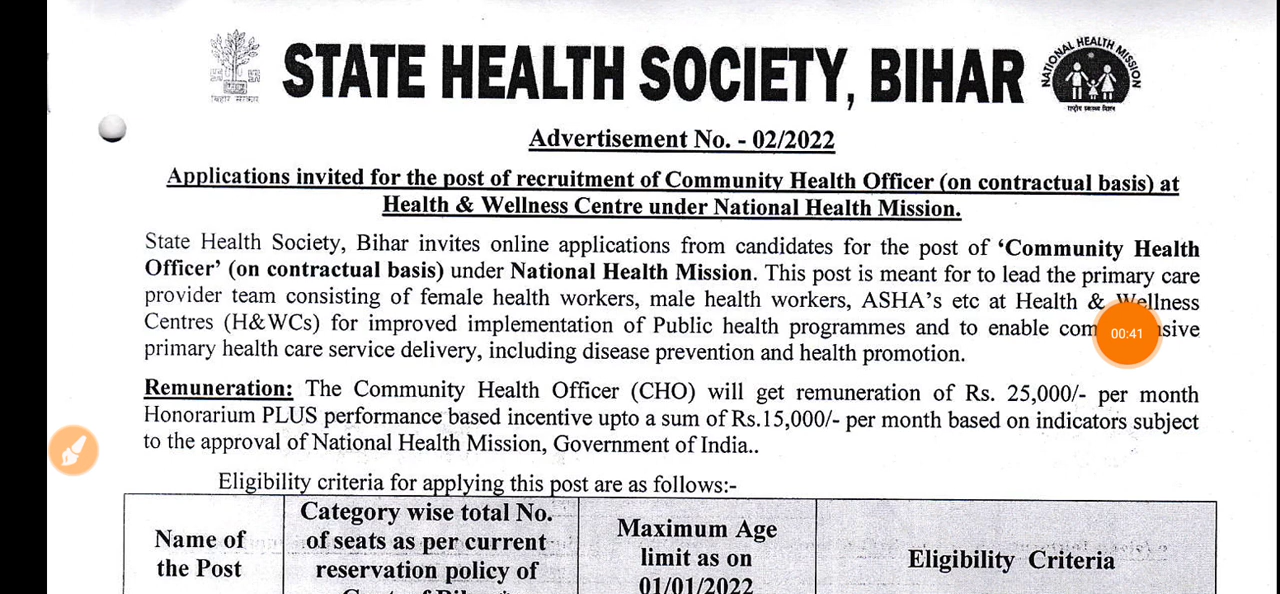 STATE HEALTH SOCIETY, BIHAR
बिहार सरकार
NATIONAL HEALTH MISSION
राष्ट्रीय स्वास्थ्य मिशन
Advertisement No. - 02/2022
Applications invited for the post of recruitment of Community Health Officer (on contractual basis) at
Health & Wellness Centre under National Health Mission.
State Health Society, Bihar invites online applications from candidates for the post of ‘Community Health
Officer’ (on contractual basis) under National Health Mission. This post is meant for to lead the primary care
provider team consisting of female health workers, male health workers, ASHA's etc at Health & Wellness
Centres (H&WCs) for improved implementation of Public health programmes and to enable
00:41
primary health care service delivery, including disease prevention and health promotion.
Remuneration: The Community Health Officer (CHO) will get remuneration of Rs. 25,000/- per month
Honorarium PLUS performance based incentive upto a sum of Rs.15,000/- per month based on indicators subject
to the approval of National Health Mission, Government of India..
Eligibility criteria for applying this post are as follows:-
Name of
the Post
Category wise total No.
of seats as per current
reservation policy of
Maximum Age
limit as on
01/01/2022
Eligibility Criteria